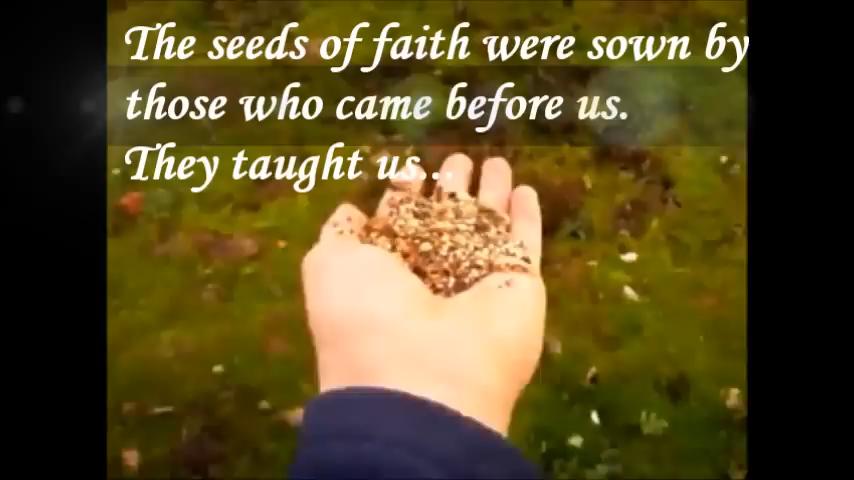 The seeds of faith were sown by
those who came before us.
They taught us...